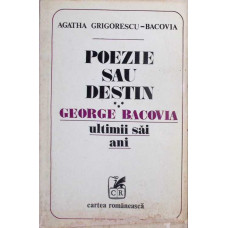 AGATHA GRIGORESCU-BACOVIA
POEZIE
SAU
DESTIN
GEORGE BACOVIA
ultimii săi
ani
CR
cartea românească